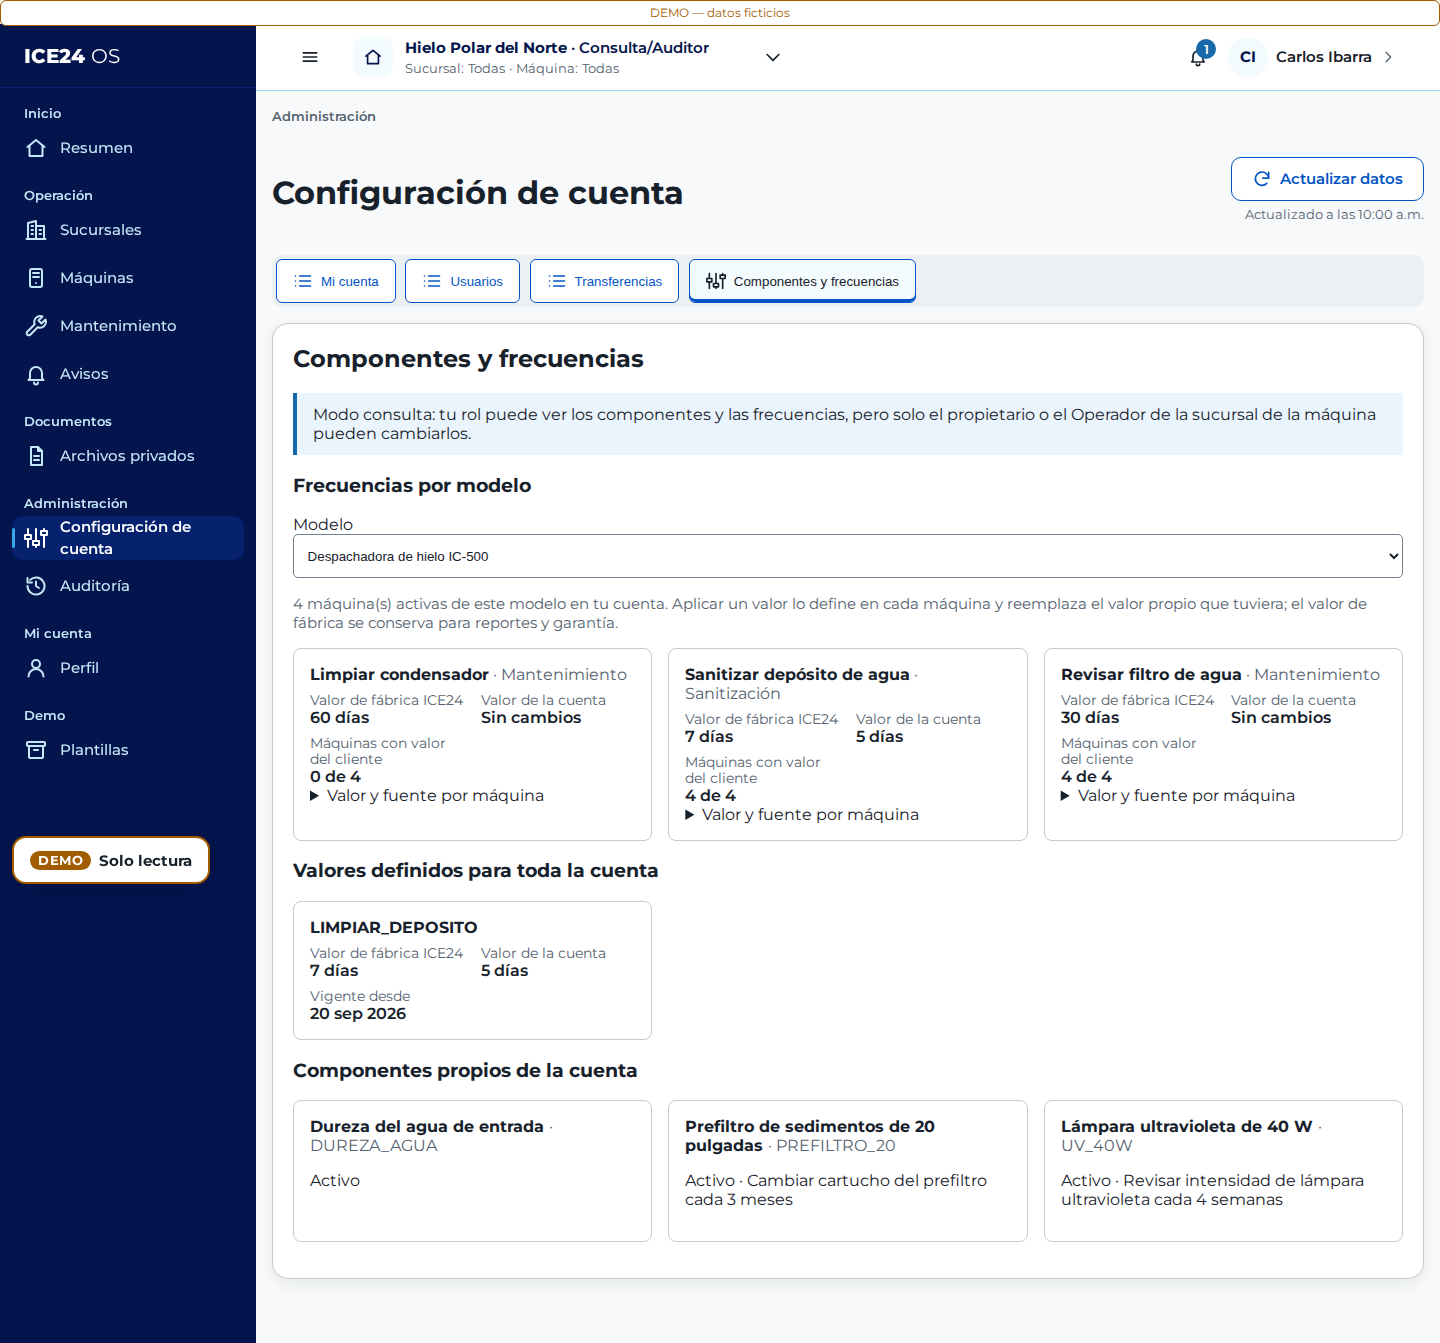 DEMO — datos ficticios
ICE24 OS
Inicio
Resumen
Operación
Sucursales
Máquinas
Mantenimiento
Avisos
Documentos
Archivos privados
Administración
Configuración de
cuenta
Auditoría
Mi cuenta
Perfil
Demo
Plantillas
DEMO Solo lectura
Hielo Polar del Norte · Consulta/Auditor
Sucursal: Todas · Máquina: Todas
1
CI Carlos Ibarra
Administración
Configuración de cuenta
Actualizar datos
Actualizado a las 10:00 a.m.
Mi cuenta Usuarios Transferencias Componentes y frecuencias
Componentes y frecuencias
Modo consulta: tu rol puede ver los componentes y las frecuencias, pero solo el propietario o el Operador de la sucursal de la máquina
pueden cambiarlos.
Frecuencias por modelo
Modelo
Despachadora de hielo IC-500
4 máquina(s) activas de este modelo en tu cuenta. Aplicar un valor lo define en cada máquina y reemplaza el valor propio que tuviera; el valor de
fábrica se conserva para reportes y garantía.
Limpiar condensador · Mantenimiento
Valor de fábrica ICE24 Valor de la cuenta
60 días Sin cambios
Máquinas con valor
del cliente
0 de 4
Valor y fuente por máquina
Sanitizar depósito de agua ·
Sanitización
Valor de fábrica ICE24 Valor de la cuenta
7 días 5 días
Máquinas con valor
del cliente
4 de 4
Valor y fuente por máquina
Revisar filtro de agua · Mantenimiento
Valor de fábrica ICE24 Valor de la cuenta
30 días Sin cambios
Máquinas con valor
del cliente
4 de 4
Valor y fuente por máquina
Valores definidos para toda la cuenta
LIMPIAR_DEPOSITO
Valor de fábrica ICE24 Valor de la cuenta
7 días 5 días
Vigente desde
20 sep 2026
Componentes propios de la cuenta
Dureza del agua de entrada ·
DUREZA_AGUA
Activo
Prefiltro de sedimentos de 20
pulgadas · PREFILTRO_20
Activo · Cambiar cartucho del prefiltro
cada 3 meses
Lámpara ultravioleta de 40 W ·
UV_40W
Activo · Revisar intensidad de lámpara
ultravioleta cada 4 semanas